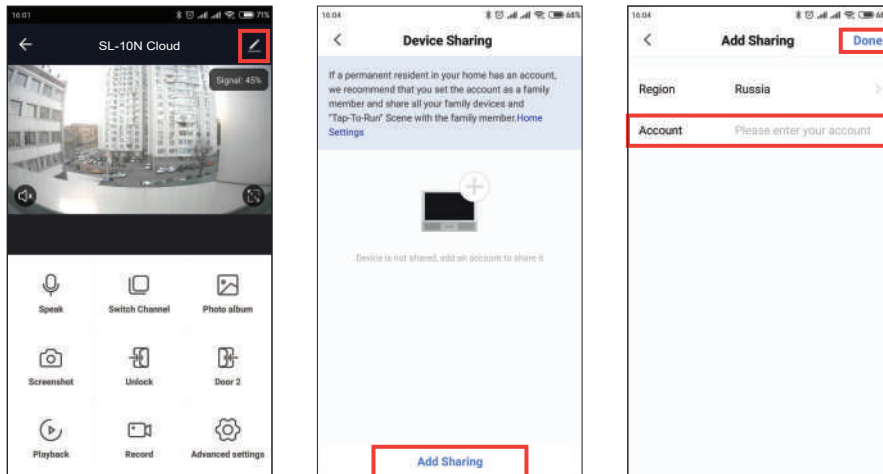 16:01
71%
SL-10N Cloud
Signal: 45%
Speak
Switch Channel
Photo album
Screenshot
Unlock
Door 2
Playback
Record
Advanced settings
16:04
68%
Device Sharing
If a permanent resident in your home has an account,
we recommend that you set the account as a family
member and share all your family devices and
"Tap-To-Run" Scene with the family member.Home
Settings
Device is not shared, add an account to share it
Add Sharing
16:04
Add Sharing
Done
Region Russia
Account Please enter your account